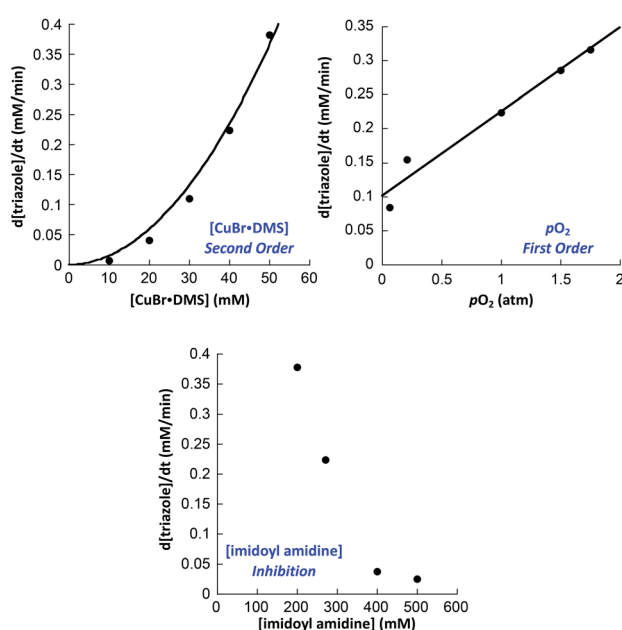 0.4
0.35
0.3
0.25
0.2
0.15
0.1
0.05
0
d[triazole]/dt (mM/min)
[CuBr•DMS]
Second Order
0 10 20 30 40 50 60
[CuBr•DMS] (mM)
0.35
0.3
0.25
0.2
0.15
0.1
0.05
0
d[triazole]/dt (mM/min)
pO₂
First Order
0 0.5 1 1.5 2
pO₂ (atm)
0.4
0.35
0.3
0.25
0.2
0.15
0.1
0.05
0
d[triazole]/dt (mM/min)
[imidoyl amidine]
Inhibition
0 100 200 300 400 500 600
[imidoyl amidine] (mM)